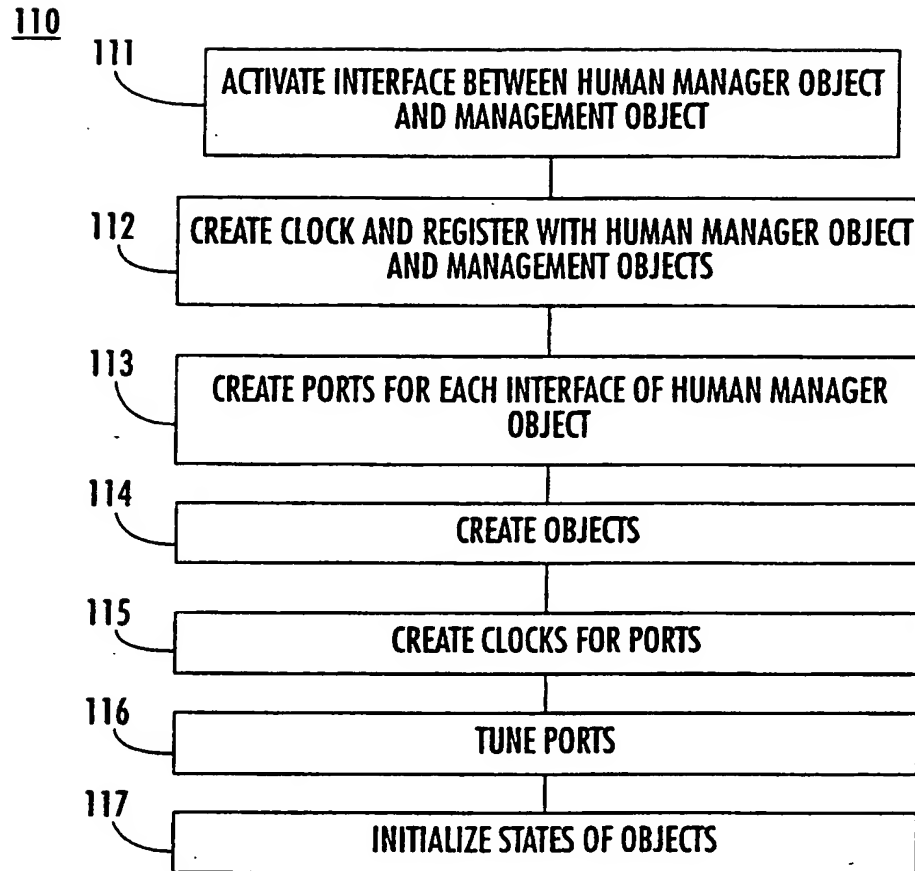 110
111
ACTIVATE INTERFACE BETWEEN HUMAN MANAGER OBJECT
AND MANAGEMENT OBJECT
112
CREATE CLOCK AND REGISTER WITH HUMAN MANAGER OBJECT
AND MANAGEMENT OBJECTS
113
CREATE PORTS FOR EACH INTERFACE OF HUMAN MANAGER
OBJECT
114
CREATE OBJECTS
115
CREATE CLOCKS FOR PORTS
116
TUNE PORTS
117
INITIALIZE STATES OF OBJECTS